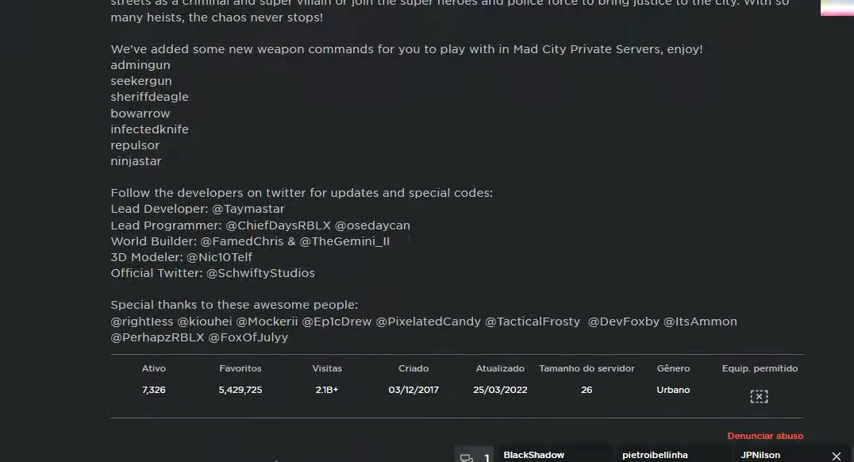 streets as a criminal and super villain or join the super heroes and police force to bring justice to the city. With so
many heists, the chaos never stops!
We've added some new weapon commands for you to play with in Mad City Private Servers, enjoy!
admingun
seekergun
sheriffdeagle
bowarrow
infectedknife
repulsor
ninjastar
Follow the developers on twitter for updates and special codes:
Lead Developer: @Taymastar
Lead Programmer: @ChiefDaysRBLX @osedaycan
World Builder: @FamedChris & @TheGemini_II
3D Modeler: @Nic10Telf
Official Twitter: @SchwiftyStudios
Special thanks to these awesome people:
@rightless @kiouhei @Mockerii @Ep1cDrew @PixelatedCandy @TacticalFrosty @DevFoxby @ItsAmmon
@PerhapzRBLX @FoxOfJulyy
Ativo Favoritos Visitas Criado Atualizado Tamanho do servidor Gênero Equip. permitido
7,326 5,429,725 2.1B+ 03/12/2017 25/03/2022 26 Urbano
Denunciar abuso
1 BlackShadow pietroibellinha JPNilson